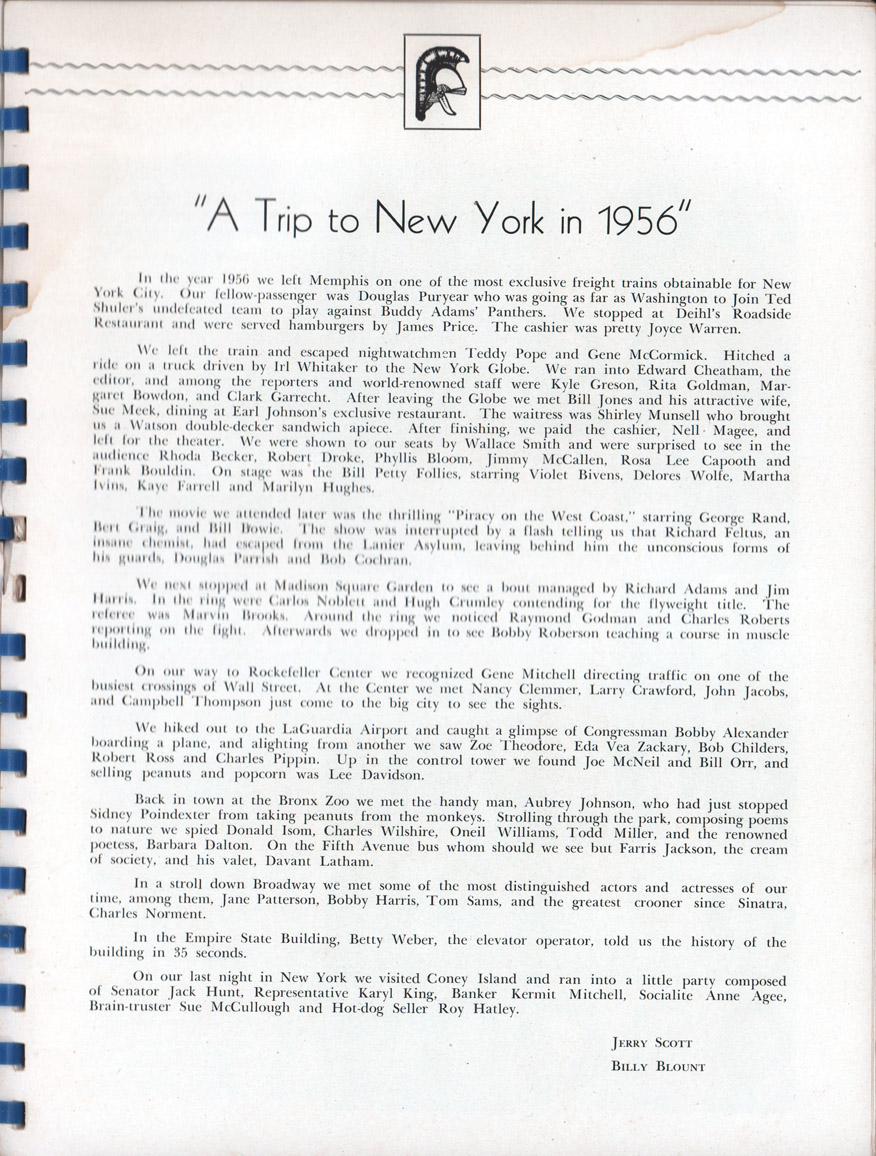 "A Trip to New York in 1956"
In the year 1956 we left Memphis on one of the most exclusive freight trains obtainable for New
York City. Our fellow-passenger was Douglas Puryear who was going as far as Washington to Join Ted
Shuler's undefeated team to play against Buddy Adams' Panthers. We stopped at Deihl's Roadside
Restaurant and were served hamburgers by James Price. The cashier was pretty Joyce Warren.
We left the train and escaped nightwatchmen Teddy Pope and Gene McCormick. Hitched a
ride on a truck driven by Irl Whitaker to the New York Globe. We ran into Edward Cheatham, the
editor, and among the reporters and world-renowned staff were Kyle Greson, Rita Goldman, Mar-
garet Bowdon, and Clark Garrecht. After leaving the Globe we met Bill Jones and his attractive wife,
Sue Meek, dining at Earl Johnson's exclusive restaurant. The waitress was Shirley Munsell who brought
us a Watson double-decker sandwich apiece. After finishing, we paid the cashier, Nell Magee, and
left for the theater. We were shown to our seats by Wallace Smith and were surprised to see in the
audience Rhoda Becker, Robert Droke, Phyllis Bloom, Jimmy McCallen, Rosa Lee Capooth and
Frank Bouldin. On stage was the Bill Petty Follies, starring Violet Bivens, Delores Wolfe, Martha
Ivins, Kaye Farrell and Marilyn Hughes.
The movie we attended later was the thrilling "Piracy on the West Coast," starring George Rand,
Bert Graig, and Bill Bowie. The show was interrupted by a flash telling us that Richard Feltus, an
insane chemist, had escaped from the Lanier Asylum, leaving behind him the unconscious forms of
his guards, Douglas Parrish and Bob Cochran.
We next stopped at Madison Square Garden to see a bout managed by Richard Adams and Jim
Harris. In the ring were Carlos Noblett and Hugh Crumley contending for the flyweight title. The
referee was Marvin Brooks. Around the ring we noticed Raymond Godman and Charles Roberts
reporting on the fight. Afterwards we dropped in to see Bobby Roberson teaching a course in muscle
building.
On our way to Rockefeller Center we recognized Gene Mitchell directing traffic on one of the
busiest crossings of Wall Street. At the Center we met Nancy Clemmer, Larry Crawford, John Jacobs,
and Campbell Thompson just come to the big city to see the sights.
We hiked out to the LaGuardia Airport and caught a glimpse of Congressman Bobby Alexander
boarding a plane, and alighting from another we saw Zoe Theodore, Eda Vea Zackary, Bob Childers,
Robert Ross and Charles Pippin. Up in the control tower we found Joe McNeil and Bill Orr, and
selling peanuts and popcorn was Lee Davidson.
Back in town at the Bronx Zoo we met the handy man, Aubrey Johnson, who had just stopped
Sidney Poindexter from taking peanuts from the monkeys. Strolling through the park, composing poems
to nature we spied Donald Isom, Charles Wilshire, Oneil Williams, Todd Miller, and the renowned
poetess, Barbara Dalton. On the Fifth Avenue bus whom should we see but Farris Jackson, the cream
of society, and his valet, Davant Latham.
In a stroll down Broadway we met some of the most distinguished actors and actresses of our
time, among them, Jane Patterson, Bobby Harris, Tom Sams, and the greatest crooner since Sinatra,
Charles Norment.
In the Empire State Building, Betty Weber, the elevator operator, told us the history of the
building in 35 seconds.
On our last night in New York we visited Coney Island and ran into a little party composed
of Senator Jack Hunt, Representative Karyl King, Banker Kermit Mitchell, Socialite Anne Agee,
Brain-truster Sue McCullough and Hot-dog Seller Roy Hatley.
Jerry Scott
Billy Blount